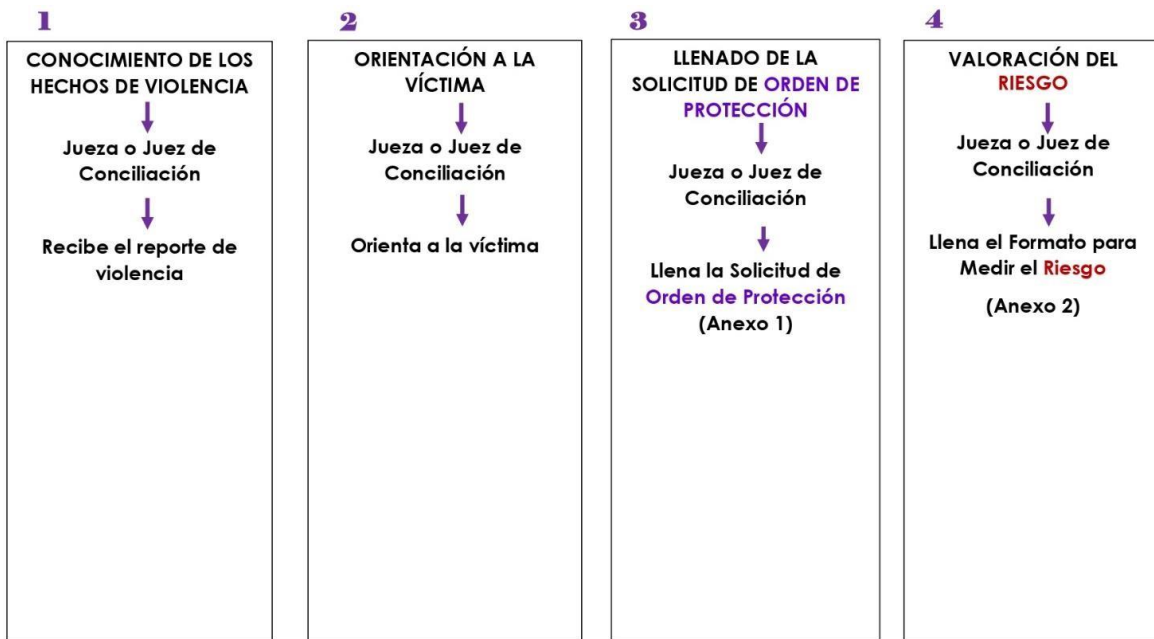 1
CONOCIMIENTO DE LOS
HECHOS DE VIOLENCIA
Jueza o Juez de
Conciliación
Recibe el reporte de
violencia
2
ORIENTACIÓN A LA
VÍCTIMA
Jueza o Juez de
Conciliación
Orienta a la víctima
3
LLENADO DE LA
SOLICITUD DE ORDEN DE
PROTECCIÓN
Jueza o Juez de
Conciliación
Llena la Solicitud de
Orden de Protección
(Anexo 1)
4
VALORACIÓN DEL
RIESGO
Jueza o Juez de
Conciliación
Llena el Formato para
Medir el Riesgo
(Anexo 2)